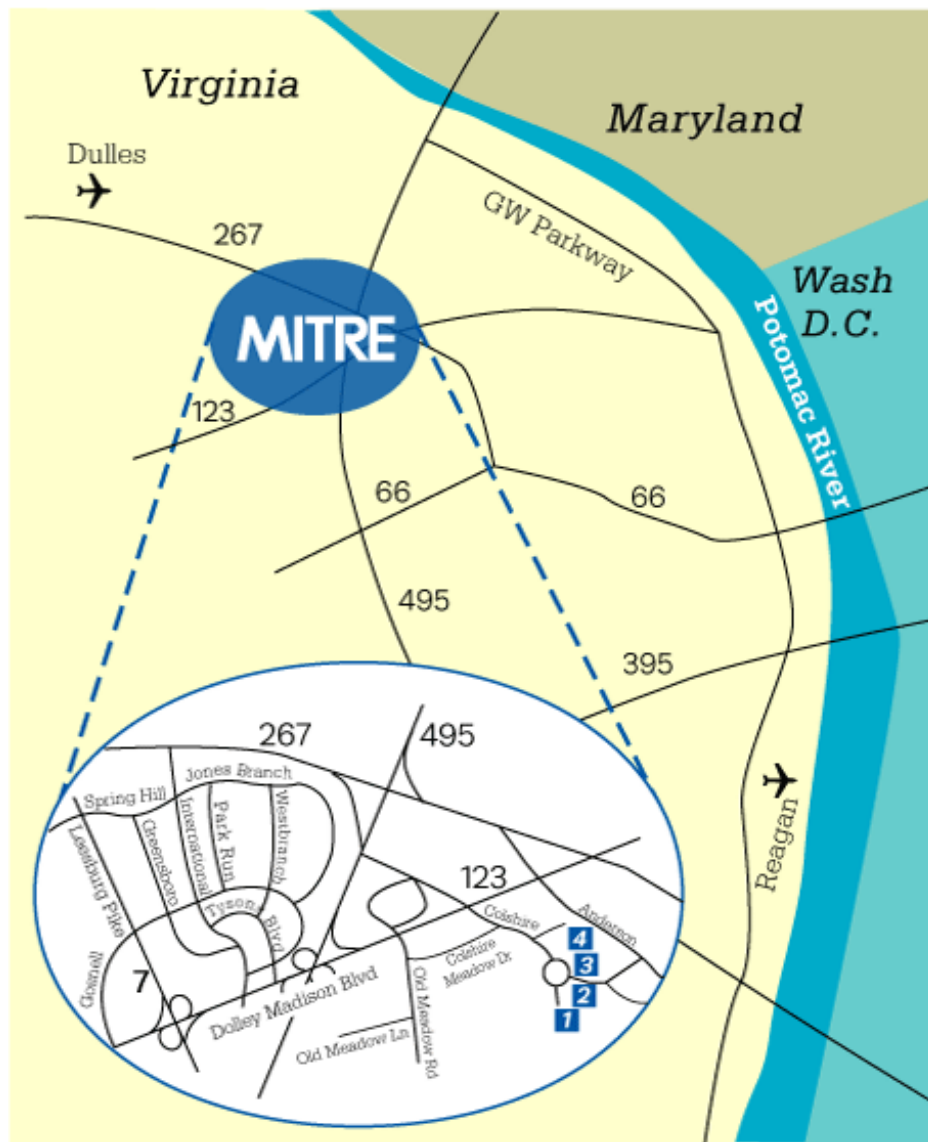 Virginia
Maryland
Dulles
267
GW Parkway
Wash
D.C.
MITRE
Potomac River
123
66
66
495
395
Reagan
267
495
Jones Branch
Spring Hill
Leesburg Pike
Greensboro
International
Park Run
Westbranch
Tysons Blvd
123
Colshire
Anderson
Colshire
Meadow Dr
Gosnell
7
Dolley Madison Blvd
Old Meadow Rd
Old Meadow Ln
4
3
2
1